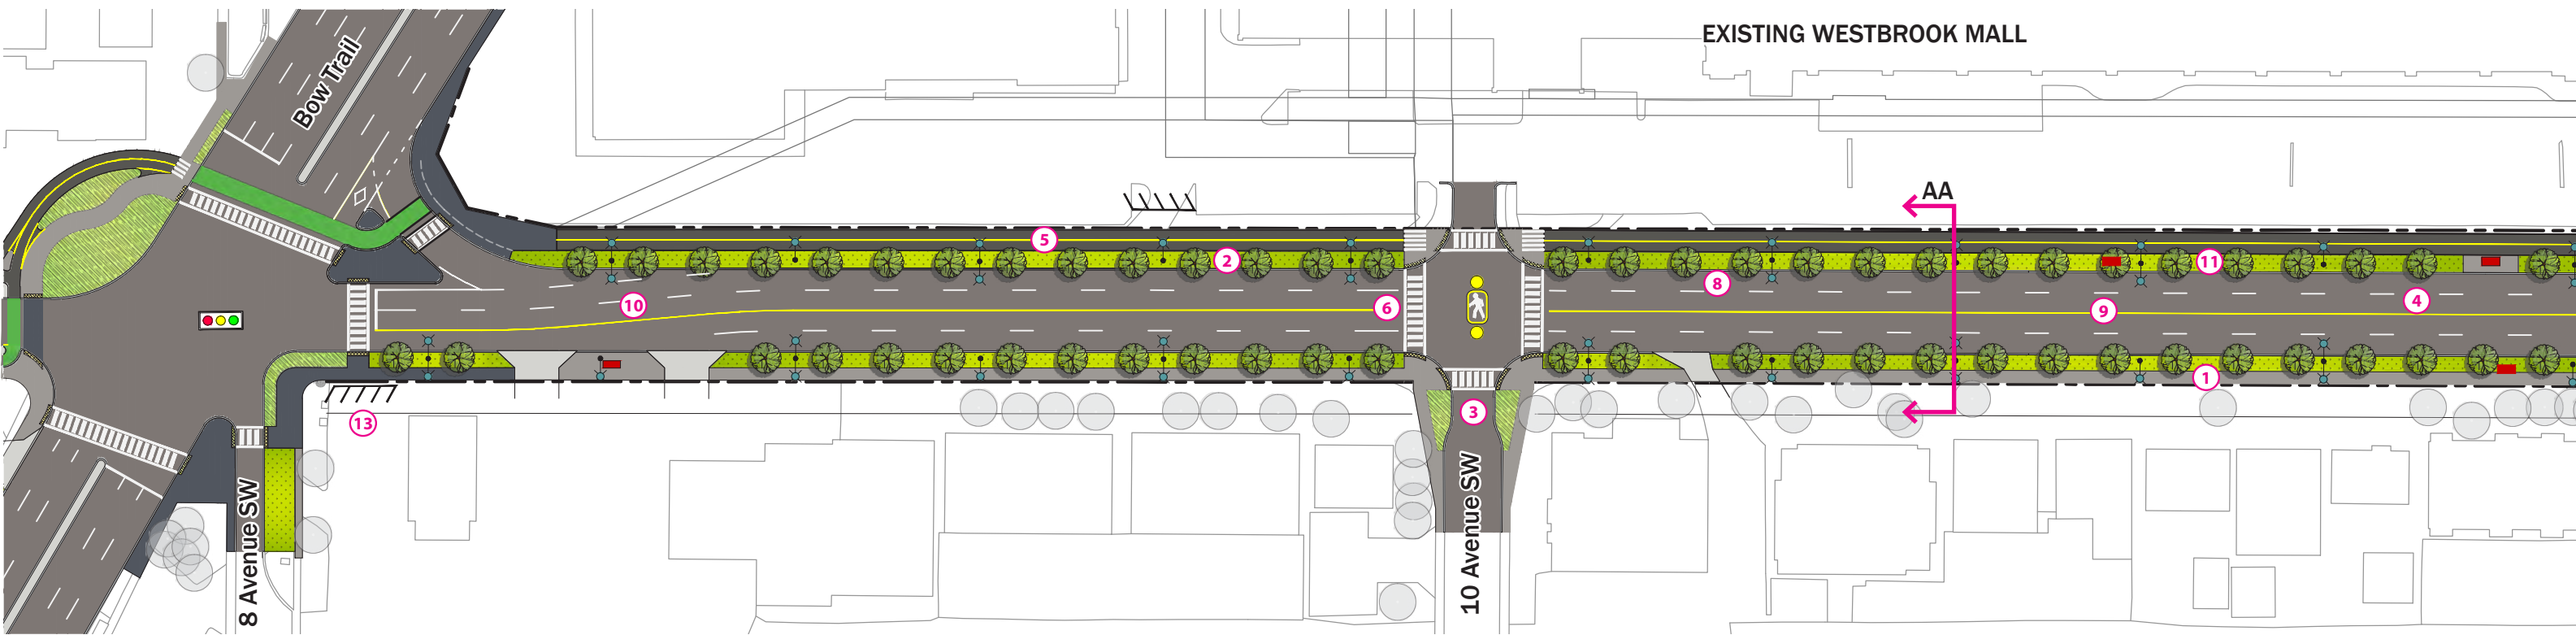 EXISTING WESTBROOK MALL
Bow Trail
AA
5
2
11
8
10
6
9
4
1
13
3
8 Avenue SW
10 Avenue SW